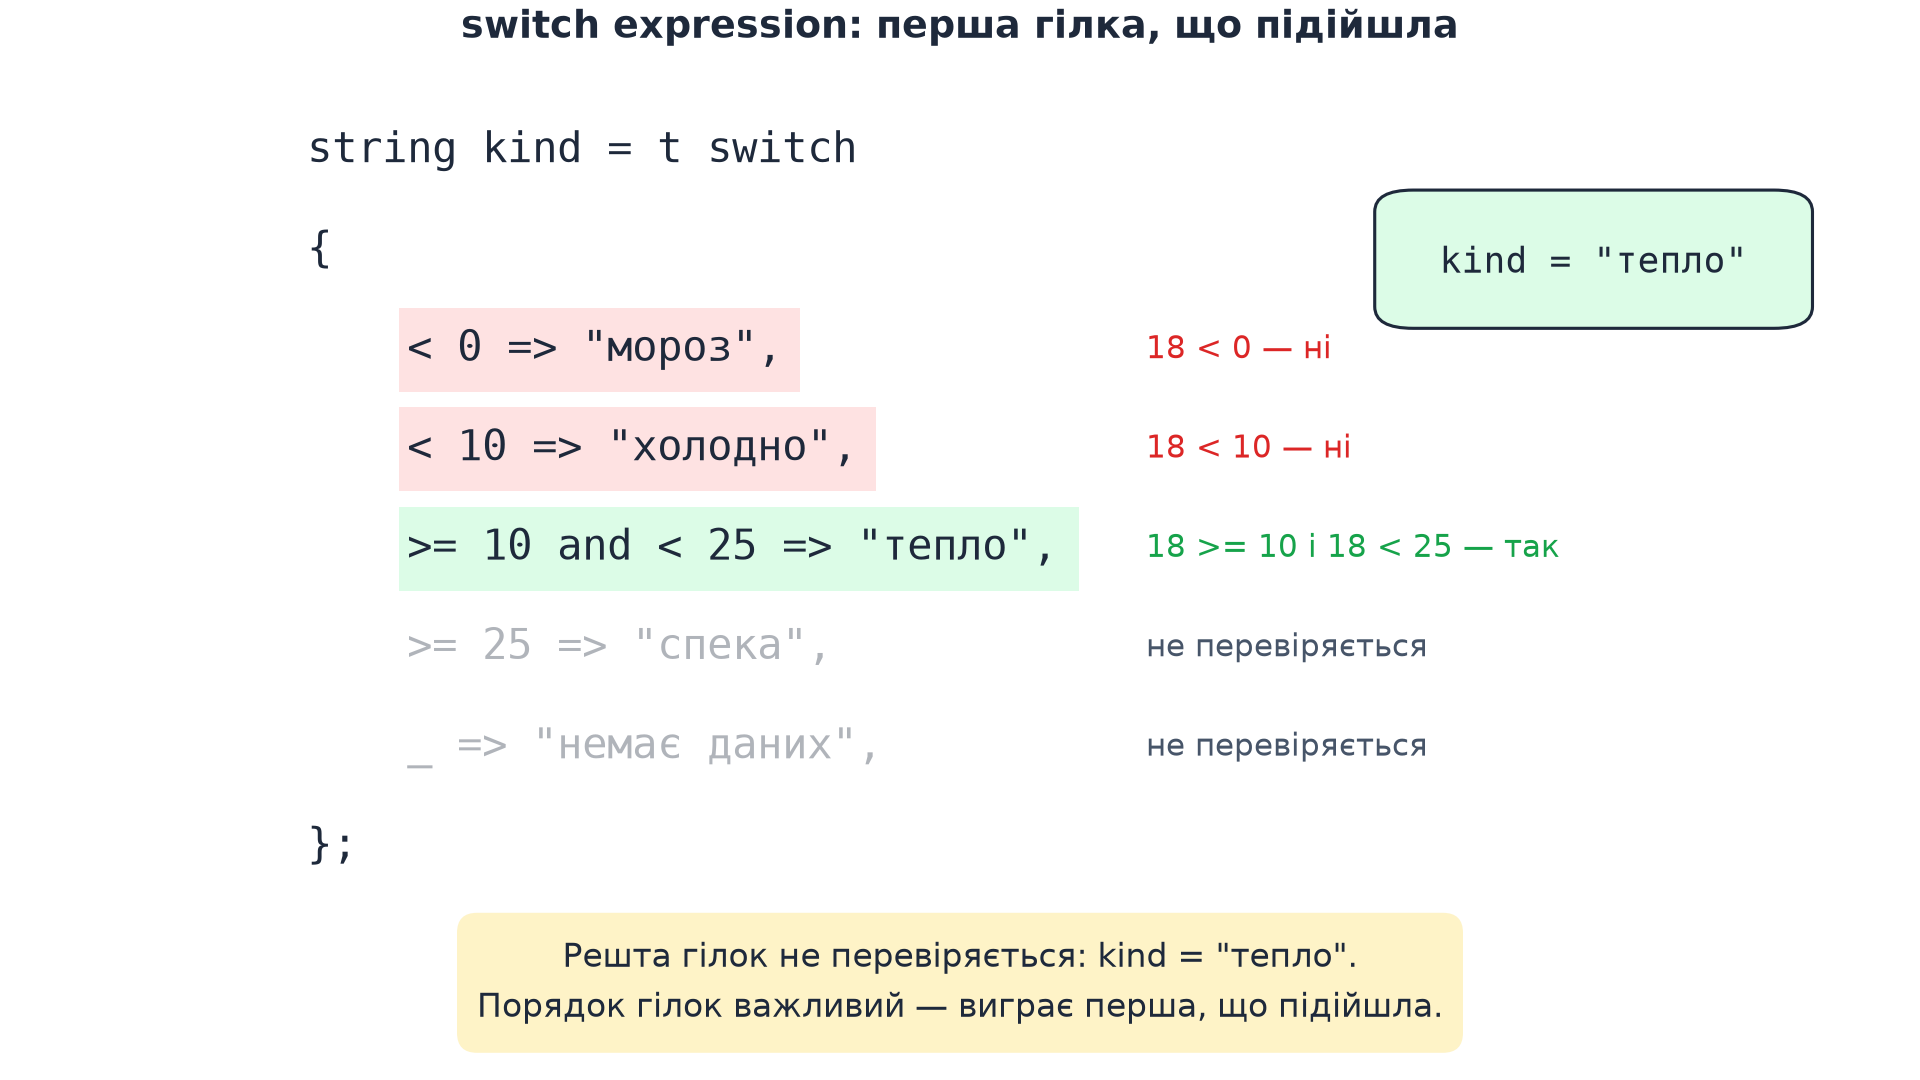 switch expression: перша гілка, що підійшла
string kind = t switch
{
kind = "тепло"
< 0 => "мороз",
18 < 0 — ні
< 10 => "холодно",
18 < 10 — ні
>= 10 and < 25 => "тепло",
18 >= 10 і 18 < 25 — так
>= 25 => "спека",
не перевіряється
_ => "немає даних",
не перевіряється
};
Решта гілок не перевіряється: kind = "тепло".
Порядок гілок важливий — виграє перша, що підійшла.